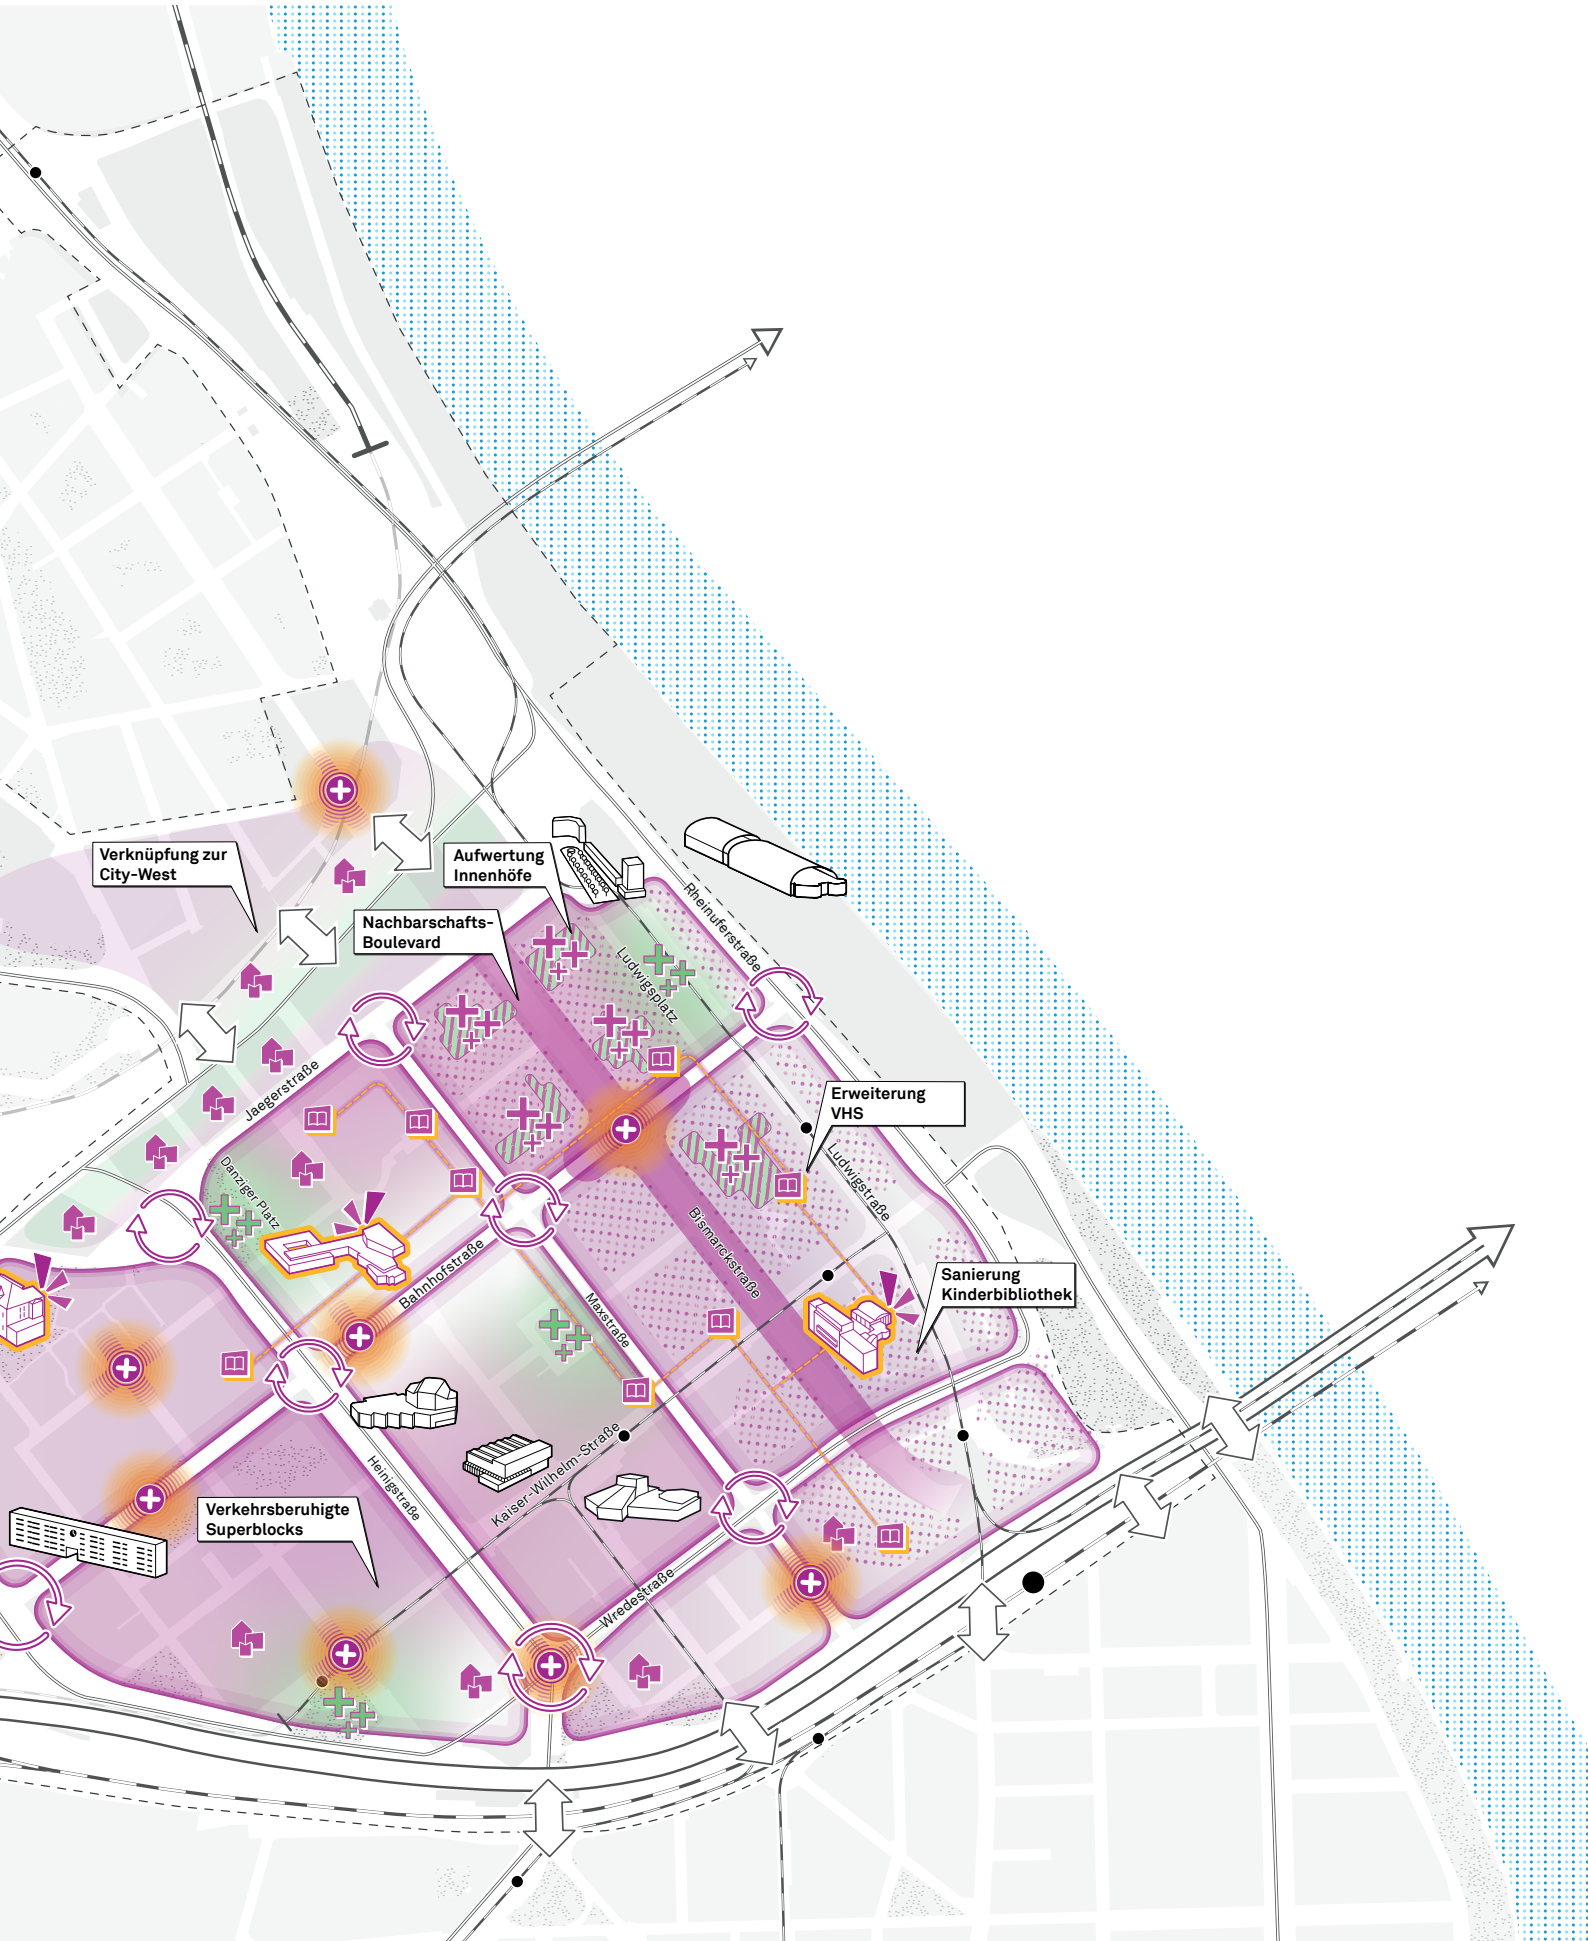 Verknüpfung zur
City-West
Aufwertung
Innenhöfe
Nachbarschafts-
Boulevard
Rheinuferstraße
Ludwigsplatz
Jaegerstraße
Erweiterung
VHS
Danziger Platz
Ludwigstraße
Bahnhofstraße
Bismarckstraße
Sanierung
Kinderbibliothek
Maxstraße
Heinigstraße
Kaiser-Wilhelm-Straße
Verkehrsberuhigte
Superblocks
Wredestraße